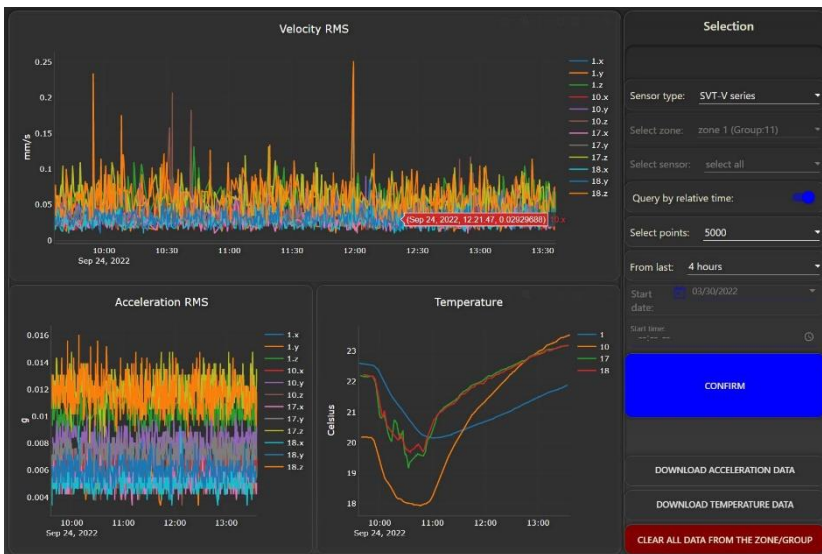 Velocity RMS
0.25
0.2
0.15
0.1
0.05
0
mm/s
10:00 10:30 11:00 11:30 12:00 12:30 13:00 13:30
Sep 24, 2022
(Sep 24, 2022, 12:21:47, 0.02929688) 10.x
1.x
1.y
1.z
10.x
10.y
10.z
17.x
17.y
17.z
18.x
18.y
18.z
Acceleration RMS
0.016
0.014
0.012
0.01
0.008
0.006
0.004
g
10:00 11:00 12:00 13:00
Sep 24, 2022
1.x
1.y
1.z
10.x
10.y
10.z
17.x
17.y
17.z
18.x
18.y
18.z
Temperature
23
22
21
20
19
18
Celsius
10:00 11:00 12:00 13:00
Sep 24, 2022
1
10
17
18
Selection
Sensor type: SVT-V series
Select zone: zone 1 (Group:11)
Select sensor: select all
Query by relative time:
Select points: 5000
From last: 4 hours
Start date: 03/30/2022
Start time:
--:-- --
CONFIRM
DOWNLOAD ACCELERATION DATA
DOWNLOAD TEMPERATURE DATA
CLEAR ALL DATA FROM THE ZONE/GROUP